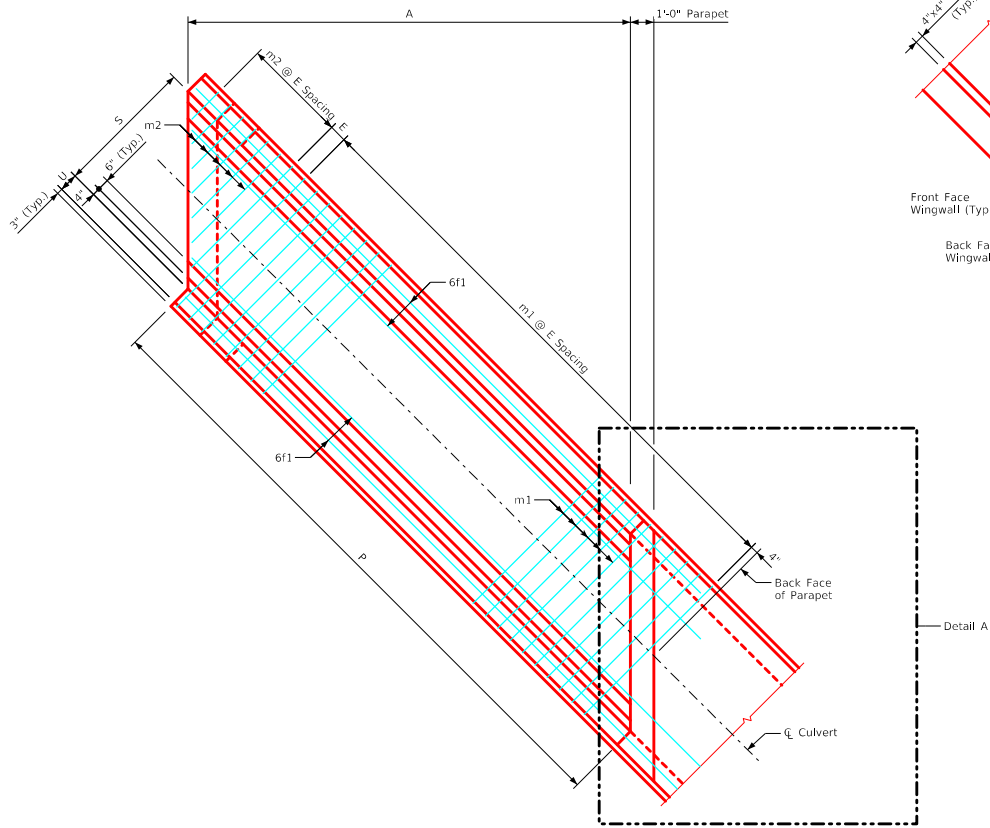 A
1'-0" Parapet
4"x4"
(Typ.
m2 @ E Spacing
E
S
m2
6" (Typ.)
U
4"
3" (Typ.)
Front Face
Wingwall (Typ
Back Fa
Wingwal
6f1
m1 @ E Spacing
6f1
m1
P
4"
Back Face
of Parapet
Detail A
℄ Culvert